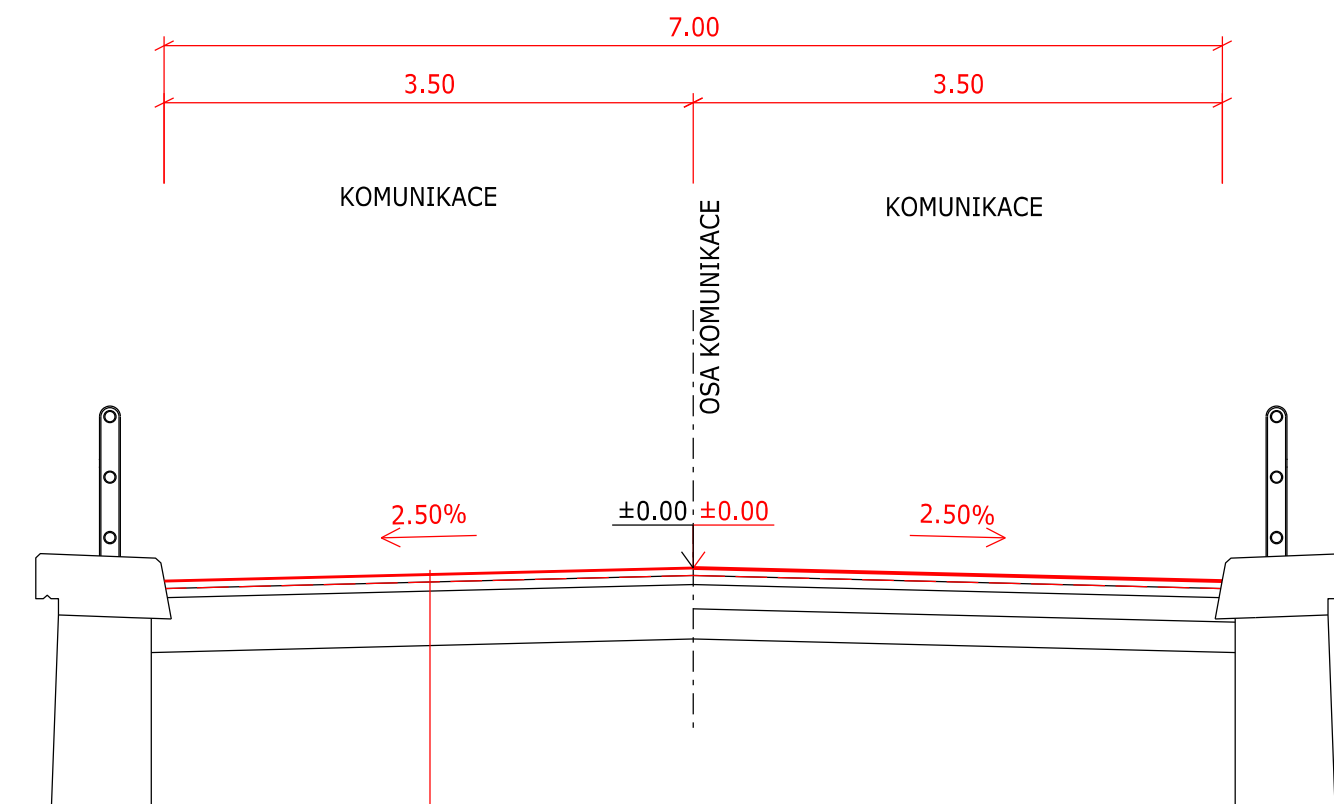 7.00
3.50
3.50
KOMUNIKACE
KOMUNIKACE
OSA KOMUNIKACE
2.50%
±0.00
±0.00
2.50%